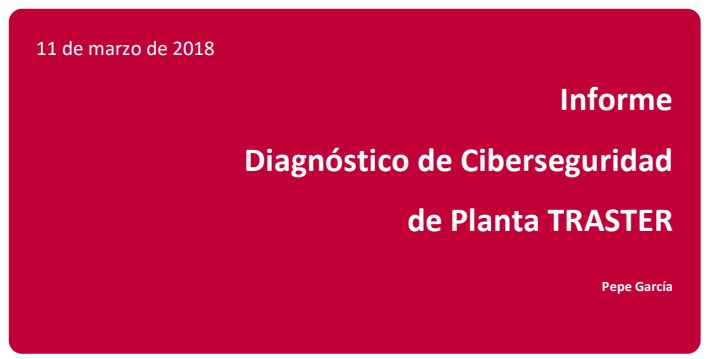 11 de marzo de 2018
Informe
Diagnóstico de Ciberseguridad
de Planta TRASTER
Pepe García